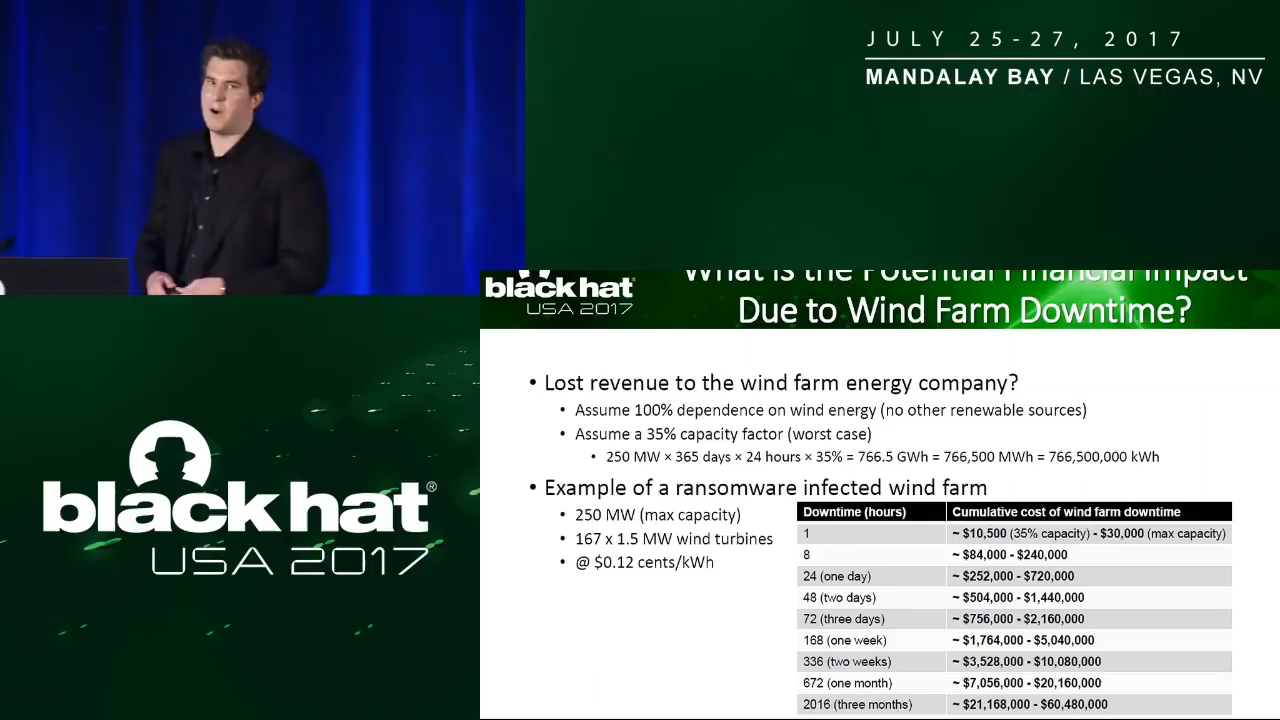 JULY 25-27, 2017
MANDALAY BAY / LAS VEGAS, NV
black hat
USA 2017
What is the Potential Financial Impact
Due to Wind Farm Downtime?
• Lost revenue to the wind farm energy company?
• Assume 100% dependence on wind energy (no other renewable sources)
• Assume a 35% capacity factor (worst case)
• 250 MW × 365 days × 24 hours × 35% = 766.5 GWh = 766,500 MWh = 766,500,000 kWh
• Example of a ransomware infected wind farm
• 250 MW (max capacity)
• 167 x 1.5 MW wind turbines
• @ $0.12 cents/kWh
Downtime (hours) Cumulative cost of wind farm downtime
1 ~ $10,500 (35% capacity) - $30,000 (max capacity)
8 ~ $84,000 - $240,000
24 (one day) ~ $252,000 - $720,000
48 (two days) ~ $504,000 - $1,440,000
72 (three days) ~ $756,000 - $2,160,000
168 (one week) ~ $1,764,000 - $5,040,000
336 (two weeks) ~ $3,528,000 - $10,080,000
672 (one month) ~ $7,056,000 - $20,160,000
2016 (three months) ~ $21,168,000 - $60,480,000
black hat®
USA 2017